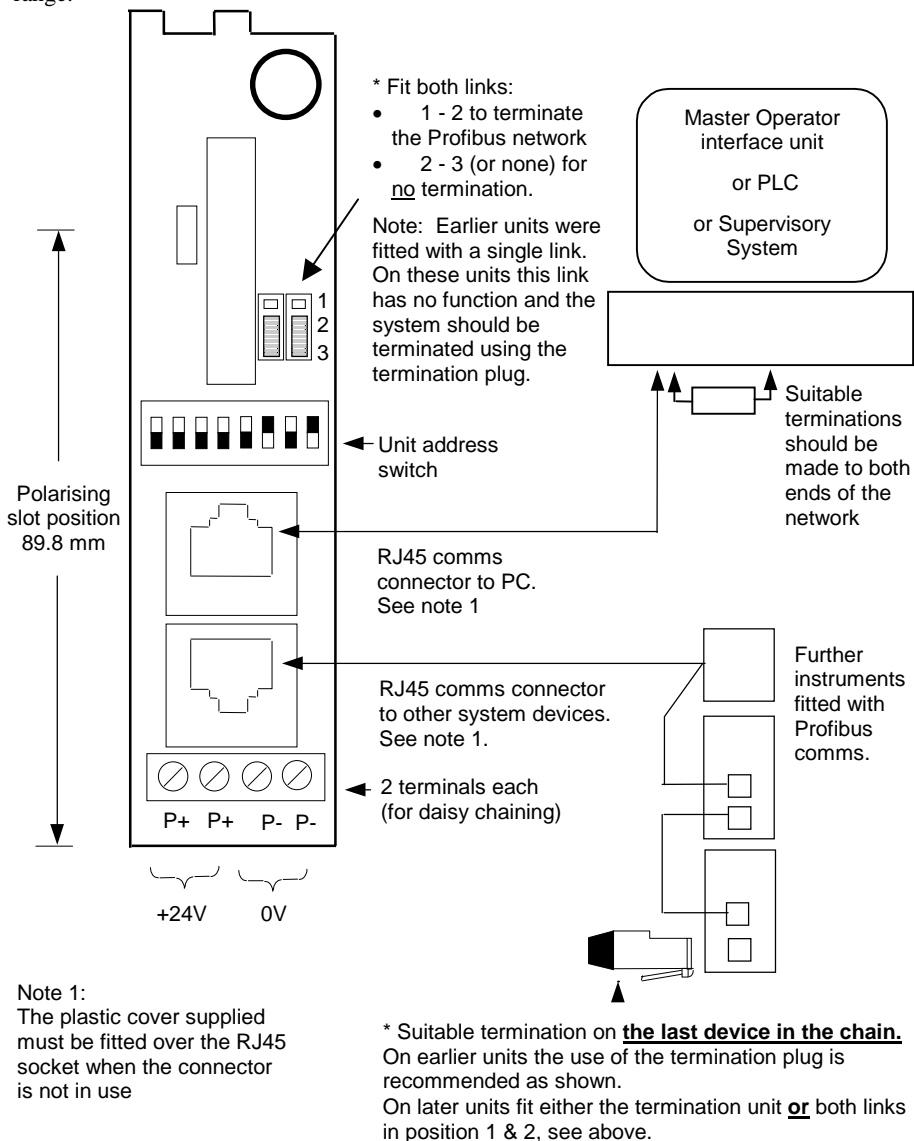 range.
* Fit both links:
• 1 - 2 to terminate
the Profibus network
• 2 - 3 (or none) for
no termination.
Note: Earlier units were
fitted with a single link.
On these units this link
has no function and the
system should be
terminated using the
termination plug.
1
2
3
Master Operator
interface unit
or PLC
or Supervisory
System
Suitable
terminations
should be
made to both
ends of the
network
Unit address
switch
Polarising
slot position
89.8 mm
RJ45 comms
connector to PC.
See note 1
RJ45 comms connector
to other system devices.
See note 1.
Further
instruments
fitted with
Profibus
comms.
2 terminals each
(for daisy chaining)
P+ P+ P- P-
+24V 0V
Note 1:
The plastic cover supplied
must be fitted over the RJ45
socket when the connector
is not in use
* Suitable termination on the last device in the chain.
On earlier units the use of the termination plug is
recommended as shown.
On later units fit either the termination unit or both links
in position 1 & 2, see above.